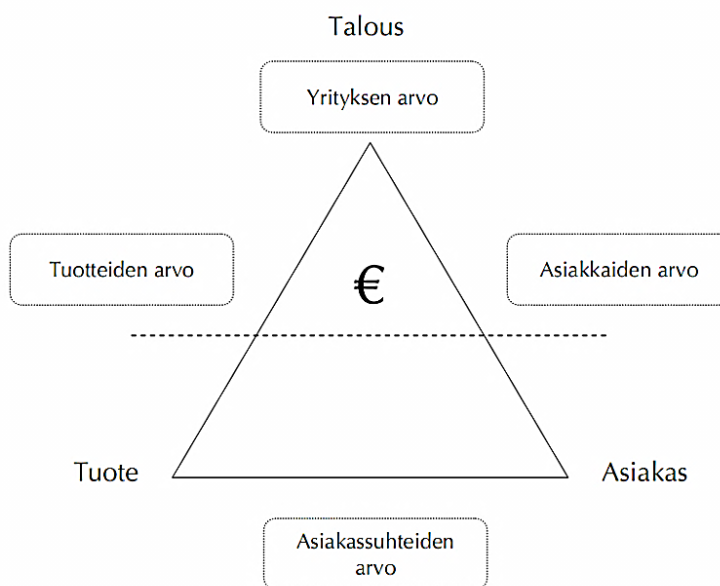 Talous
Yrityksen arvo
Tuotteiden arvo
€
Asiakkaiden arvo
Tuote
Asiakas
Asiakassuhteiden
arvo